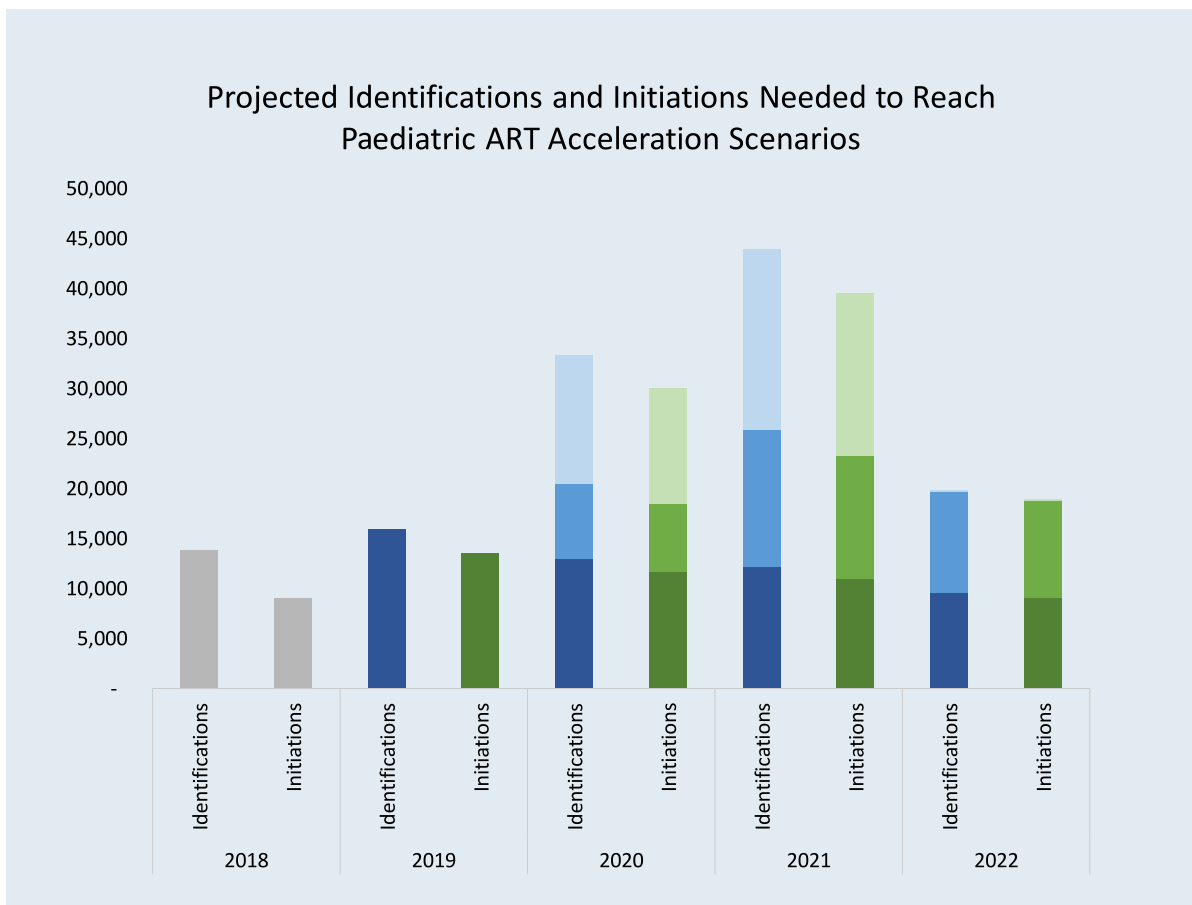 Projected Identifications and Initiations Needed to Reach
Paediatric ART Acceleration Scenarios
50,000
45,000
40,000
35,000
30,000
25,000
20,000
15,000
10,000
5,000
-
Identifications
Initiations
Identifications
Initiations
Identifications
Initiations
Identifications
Initiations
Identifications
Initiations
2018
2019
2020
2021
2022